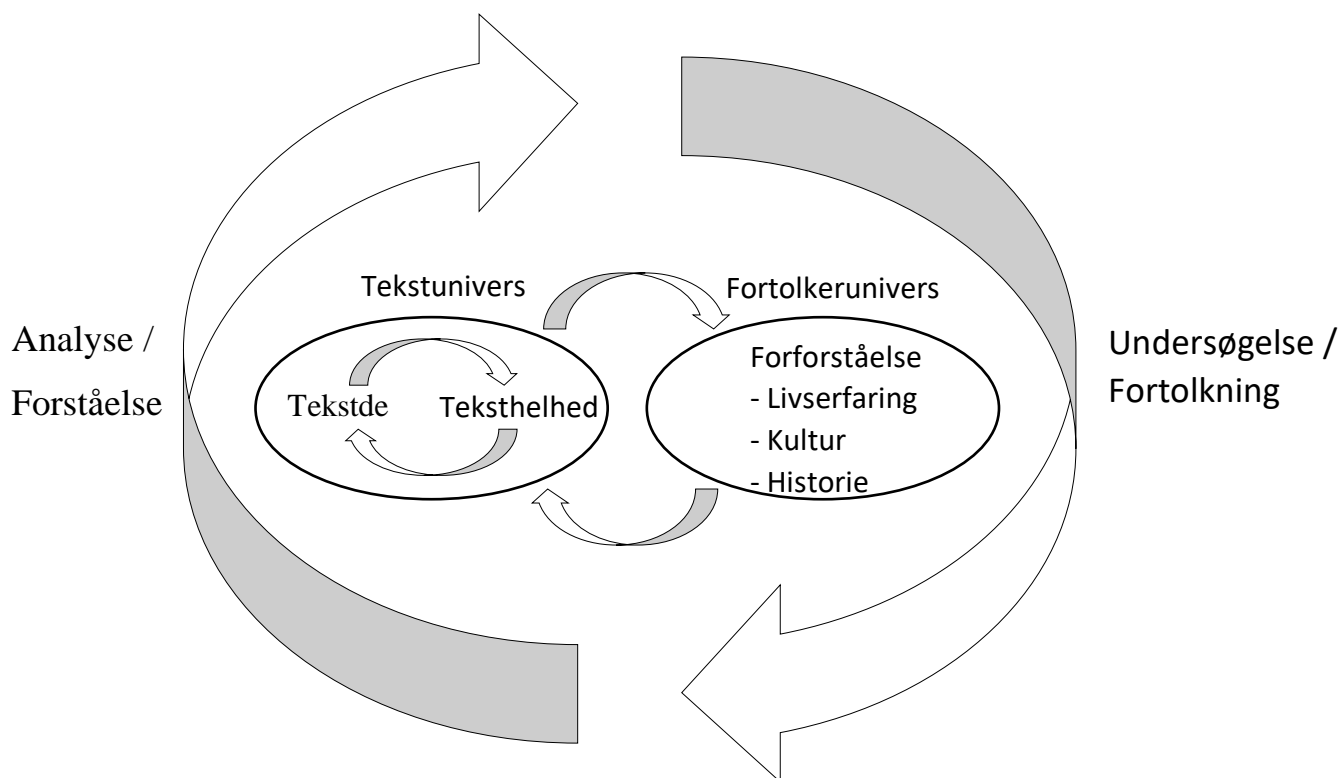 Tekstunivers
Fortolkerunivers
Analyse /
Forståelse
Tekstde
Teksthelhed
Forforståelse
- Livserfaring
- Kultur
- Historie
Undersøgelse /
Fortolkning